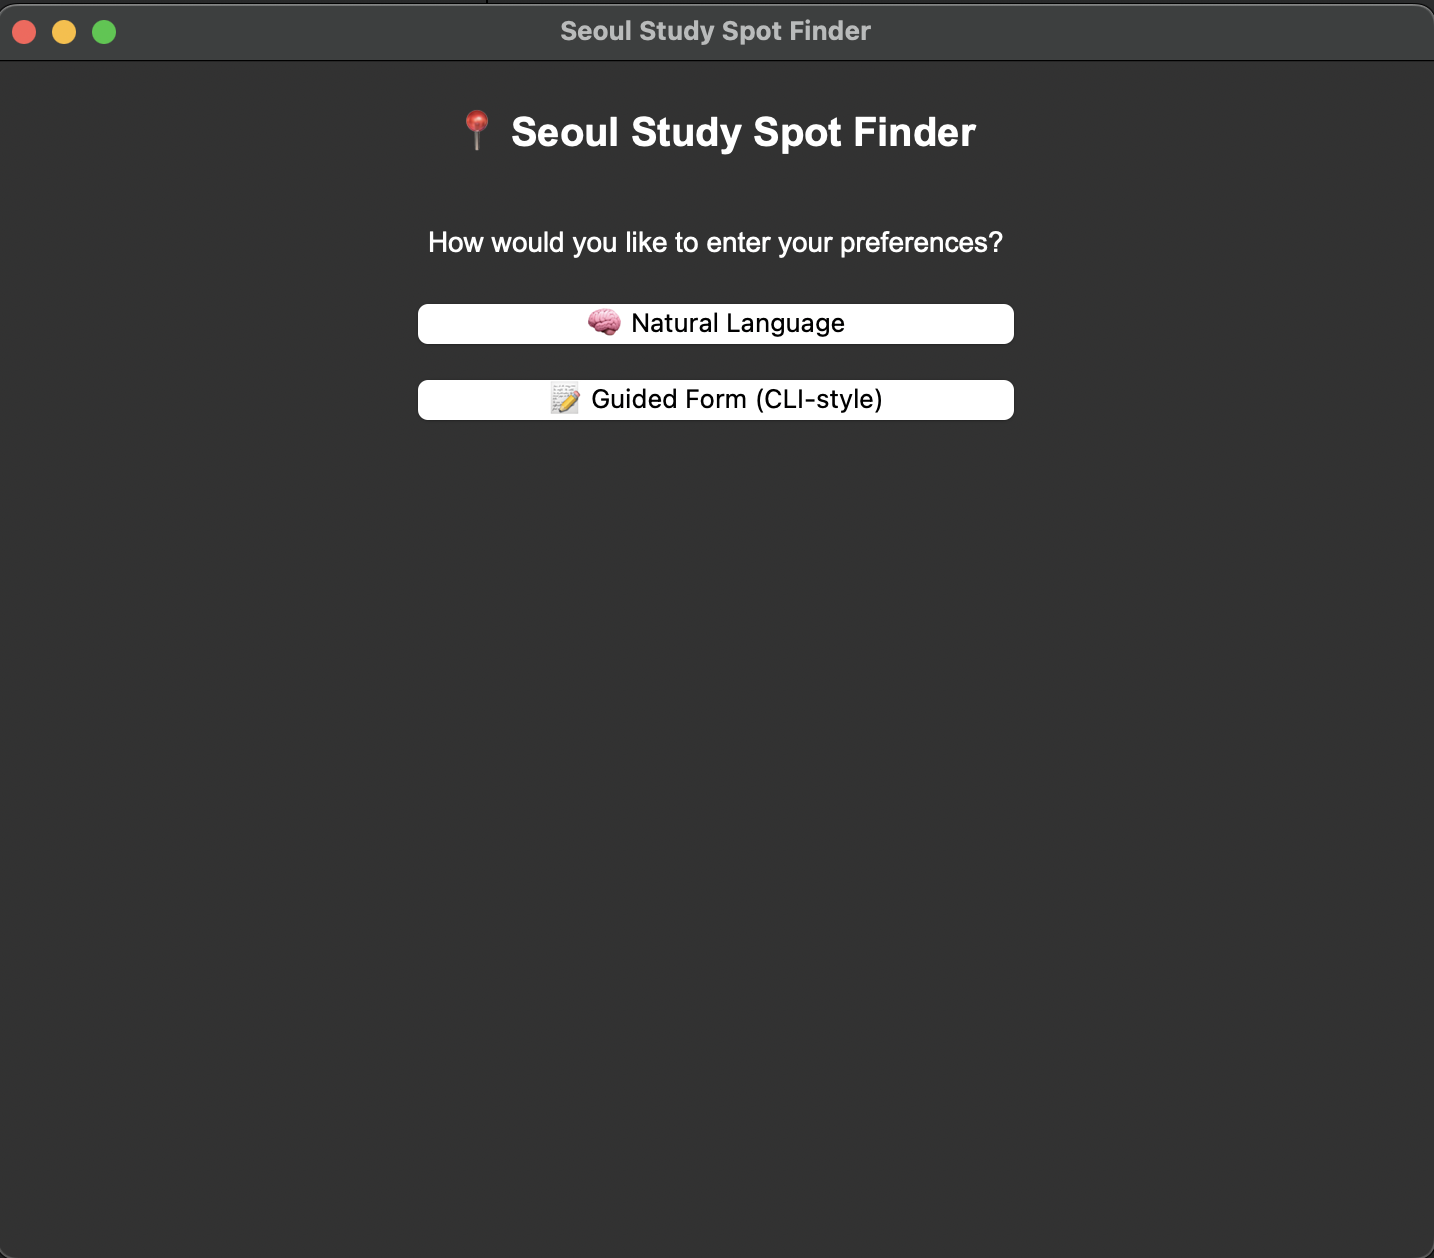 Seoul Study Spot Finder
📍 Seoul Study Spot Finder
How would you like to enter your preferences?
🧠 Natural Language
📝 Guided Form (CLI-style)